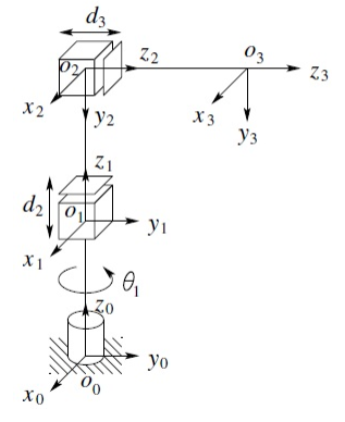 d₃
o₂ z₂ o₃ z₃
x₂ y₂ x₃ y₃
z₁
d₂ o₁ y₁
x₁
θ₁
z₀
y₀
x₀ o₀